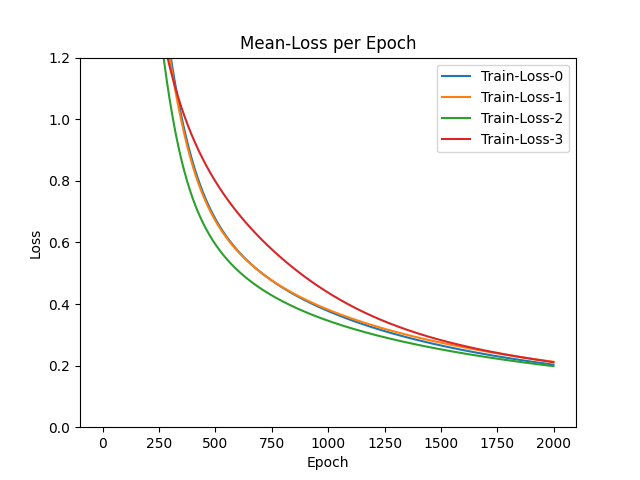 Mean-Loss per Epoch
Train-Loss-0
Train-Loss-1
Train-Loss-2
Train-Loss-3
Loss
1.2
1.0
0.8
0.6
0.4
0.2
0.0
0 250 500 750 1000 1250 1500 1750 2000
Epoch